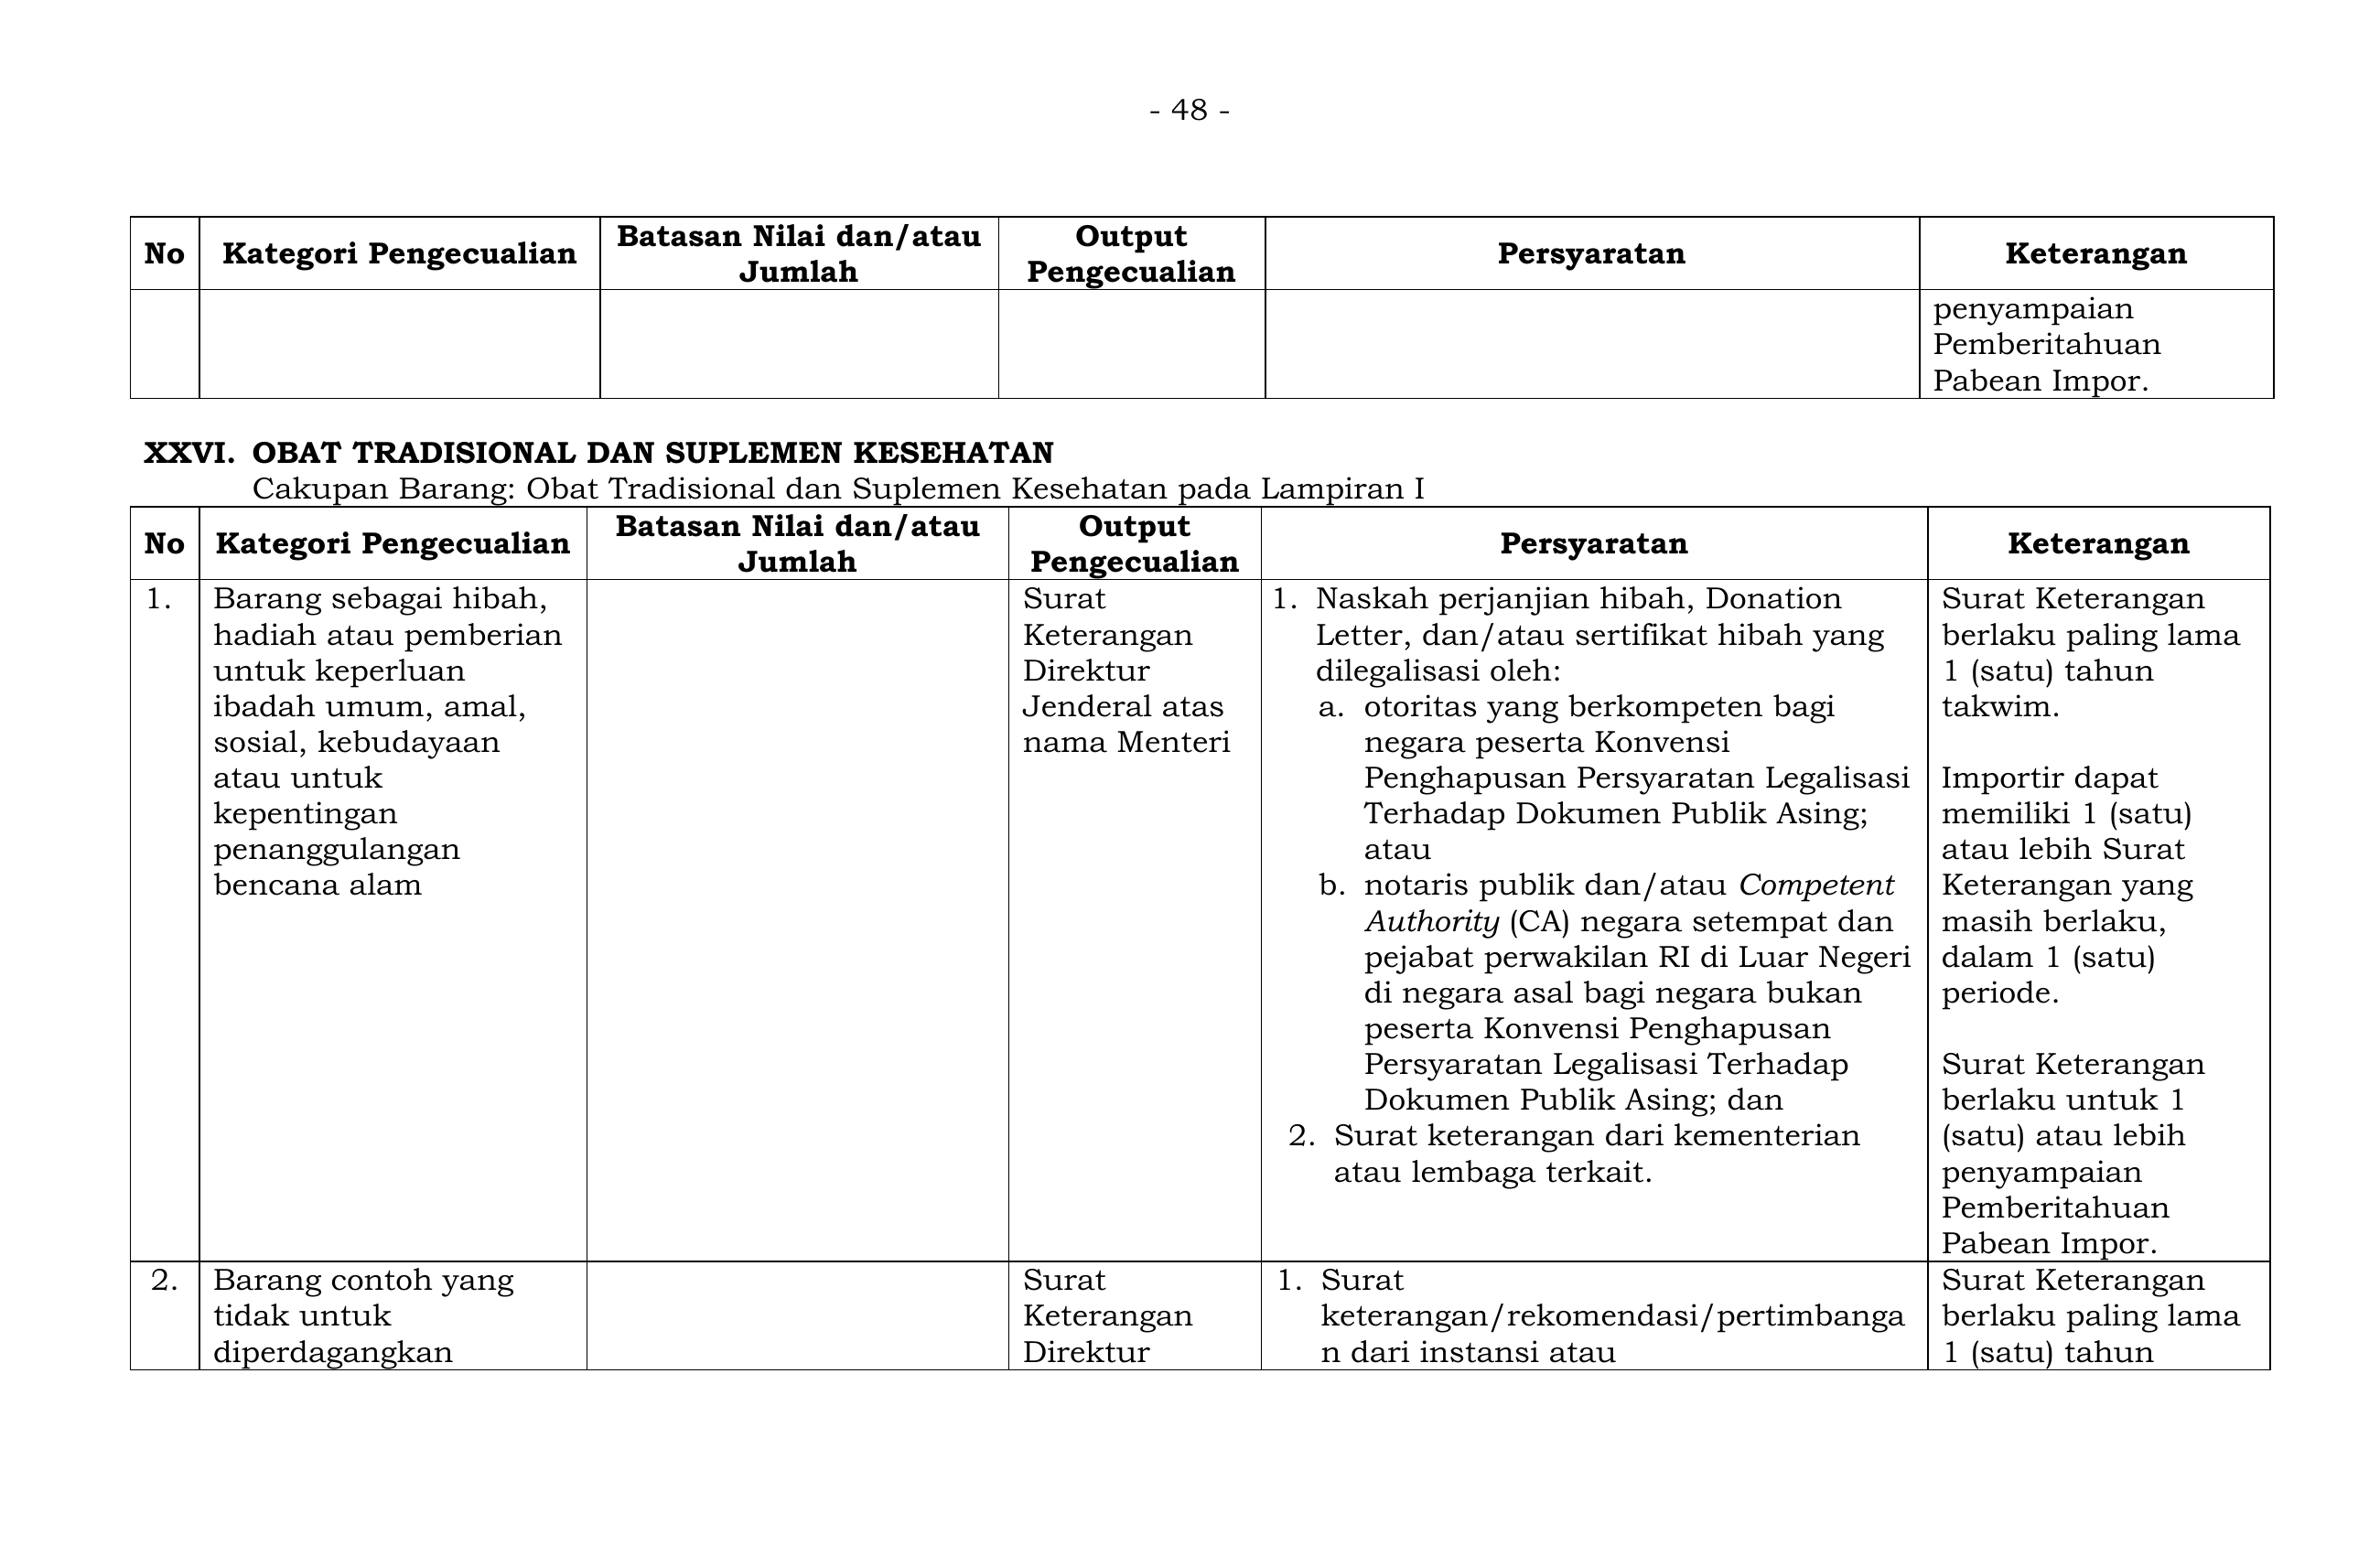 - 48 -
No
Kategori Pengecualian
Batasan Nilai dan/atau
Jumlah
Output
Pengecualian
Persyaratan
Keterangan
penyampaian
Pemberitahuan
Pabean Impor.
XXVI. OBAT TRADISIONAL DAN SUPLEMEN KESEHATAN
Cakupan Barang: Obat Tradisional dan Suplemen Kesehatan pada Lampiran I
No
Kategori Pengecualian
Batasan Nilai dan/atau
Jumlah
Output
Pengecualian
Persyaratan
Keterangan
1.
Barang sebagai hibah,
hadiah atau pemberian
untuk keperluan
ibadah umum, amal,
sosial, kebudayaan
atau untuk
kepentingan
penanggulangan
bencana alam
Surat
Keterangan
Direktur
Jenderal atas
nama Menteri
1. Naskah perjanjian hibah, Donation
Letter, dan/atau sertifikat hibah yang
dilegalisasi oleh:
a. otoritas yang berkompeten bagi
negara peserta Konvensi
Penghapusan Persyaratan Legalisasi
Terhadap Dokumen Publik Asing;
atau
b. notaris publik dan/atau Competent
Authority (CA) negara setempat dan
pejabat perwakilan RI di Luar Negeri
di negara asal bagi negara bukan
peserta Konvensi Penghapusan
Persyaratan Legalisasi Terhadap
Dokumen Publik Asing; dan
2. Surat keterangan dari kementerian
atau lembaga terkait.
Surat Keterangan
berlaku paling lama
1 (satu) tahun
takwim.
Importir dapat
memiliki 1 (satu)
atau lebih Surat
Keterangan yang
masih berlaku,
dalam 1 (satu)
periode.
Surat Keterangan
berlaku untuk 1
(satu) atau lebih
penyampaian
Pemberitahuan
Pabean Impor.
2.
Barang contoh yang
tidak untuk
diperdagangkan
Surat
Keterangan
Direktur
1. Surat
keterangan/rekomendasi/pertimbanga
n dari instansi atau
Surat Keterangan
berlaku paling lama
1 (satu) tahun